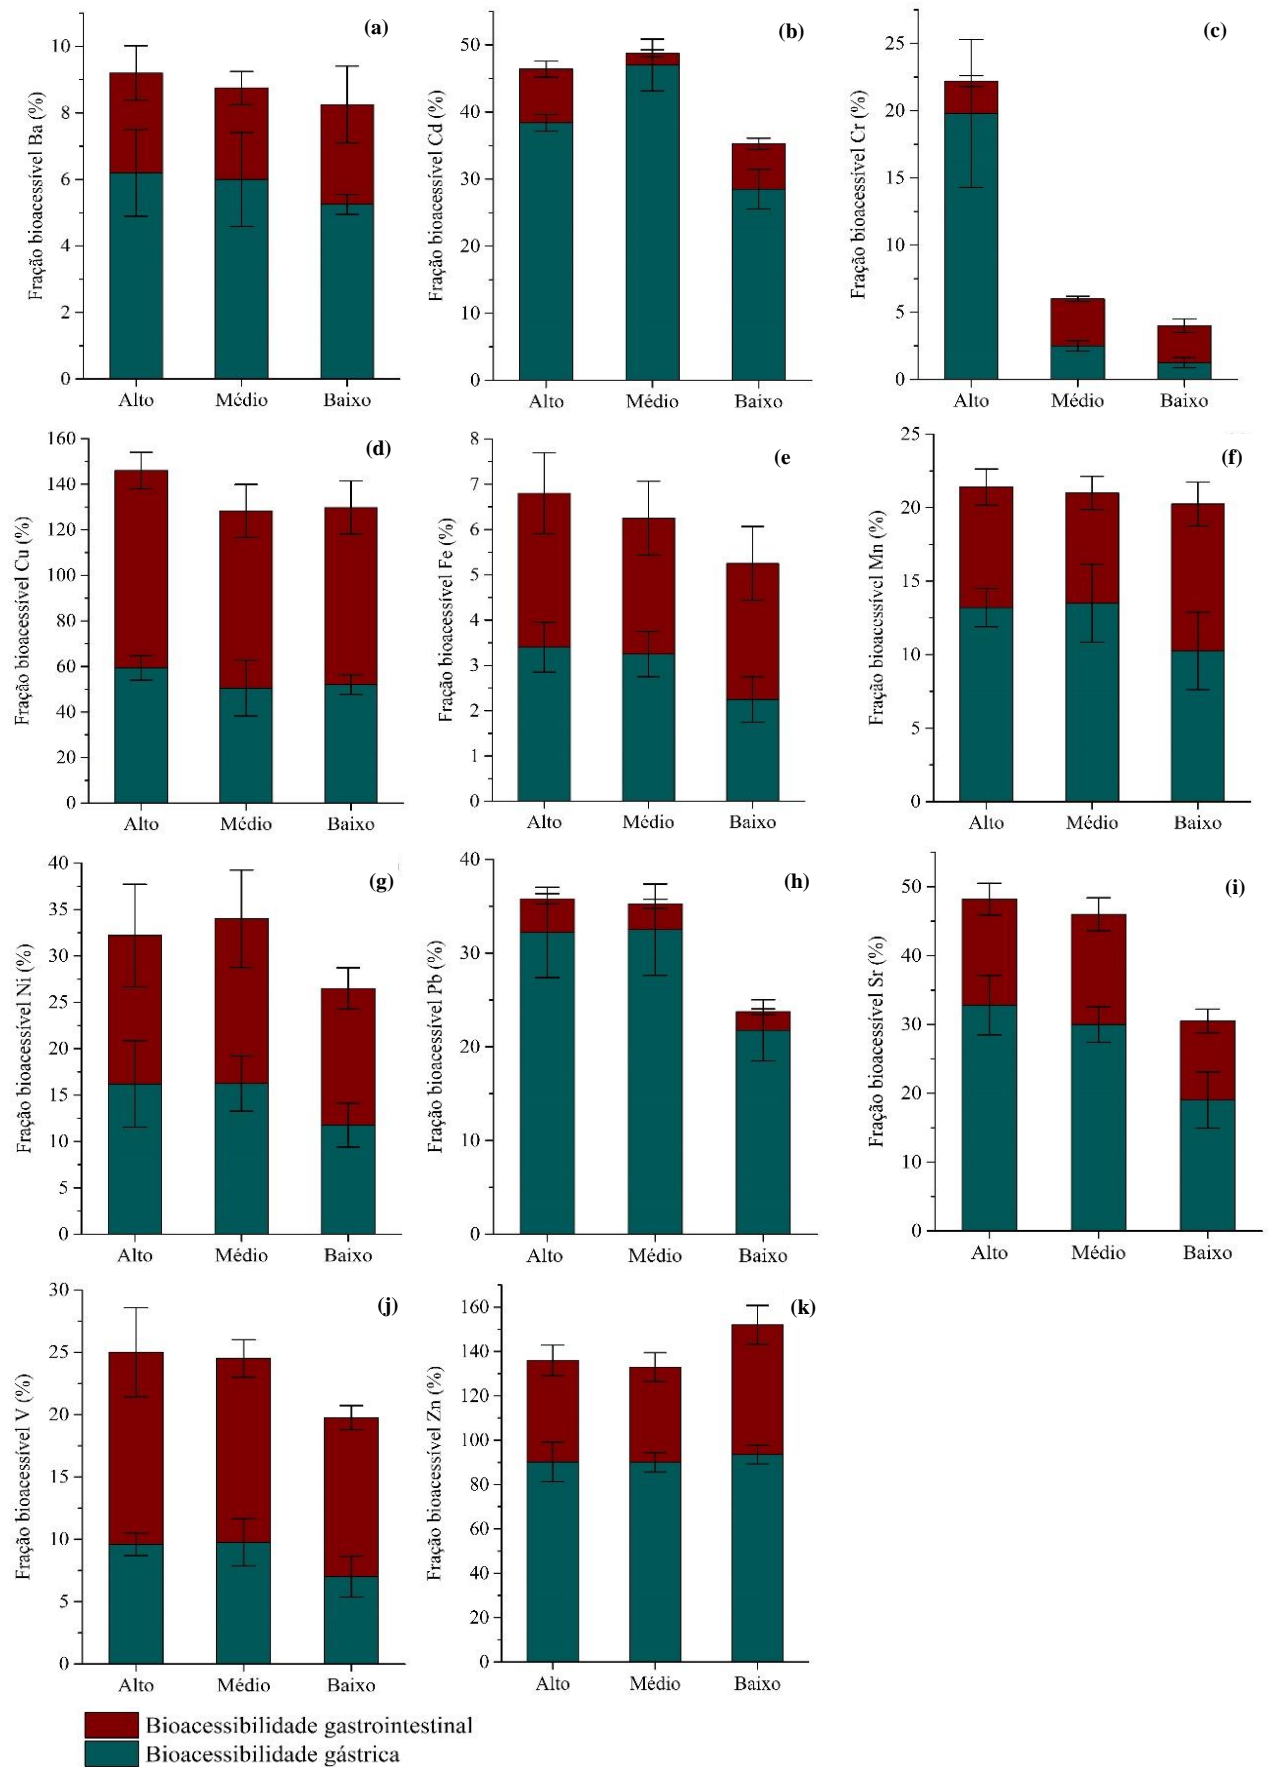 (a)
Fração bioacessível Ba (%)
10
8
6
4
2
0
Alto Médio Baixo
(b)
Fração bioacessível Cd (%)
50
40
30
20
10
0
Alto Médio Baixo
(c)
Fração bioacessível Cr (%)
25
20
15
10
5
0
Alto Médio Baixo
(d)
Fração bioacessível Cu (%)
160
140
120
100
80
60
40
20
0
Alto Médio Baixo
(e
Fração bioacessível Fe (%)
8
7
6
5
4
3
2
1
0
Alto Médio Baixo
(f)
Fração bioacessível Mn (%)
25
20
15
10
5
0
Alto Médio Baixo
(g)
Fração bioacessível Ni (%)
40
35
30
25
20
15
10
5
0
Alto Médio Baixo
(h)
Fração bioacessível Pb (%)
40
30
20
10
0
Alto Médio Baixo
(i)
Fração bioacessível Sr (%)
50
40
30
20
10
0
Alto Médio Baixo
(j)
Fração bioacessível V (%)
30
25
20
15
10
5
0
Alto Médio Baixo
(k)
Fração bioacessível Zn (%)
160
140
120
100
80
60
40
20
0
Alto Médio Baixo
Bioacessibilidade gastrointestinal
Bioacessibilidade gástrica